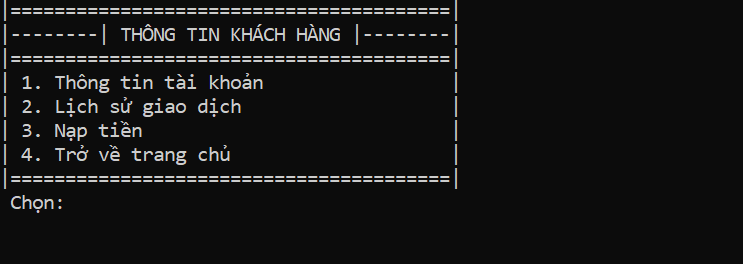 |========================================|
|--------| THÔNG TIN KHÁCH HÀNG |--------|
|========================================|
| 1. Thông tin tài khoản                 |
| 2. Lịch sử giao dịch                   |
| 3. Nạp tiền                            |
| 4. Trở về trang chủ                    |
|========================================|
Chọn: